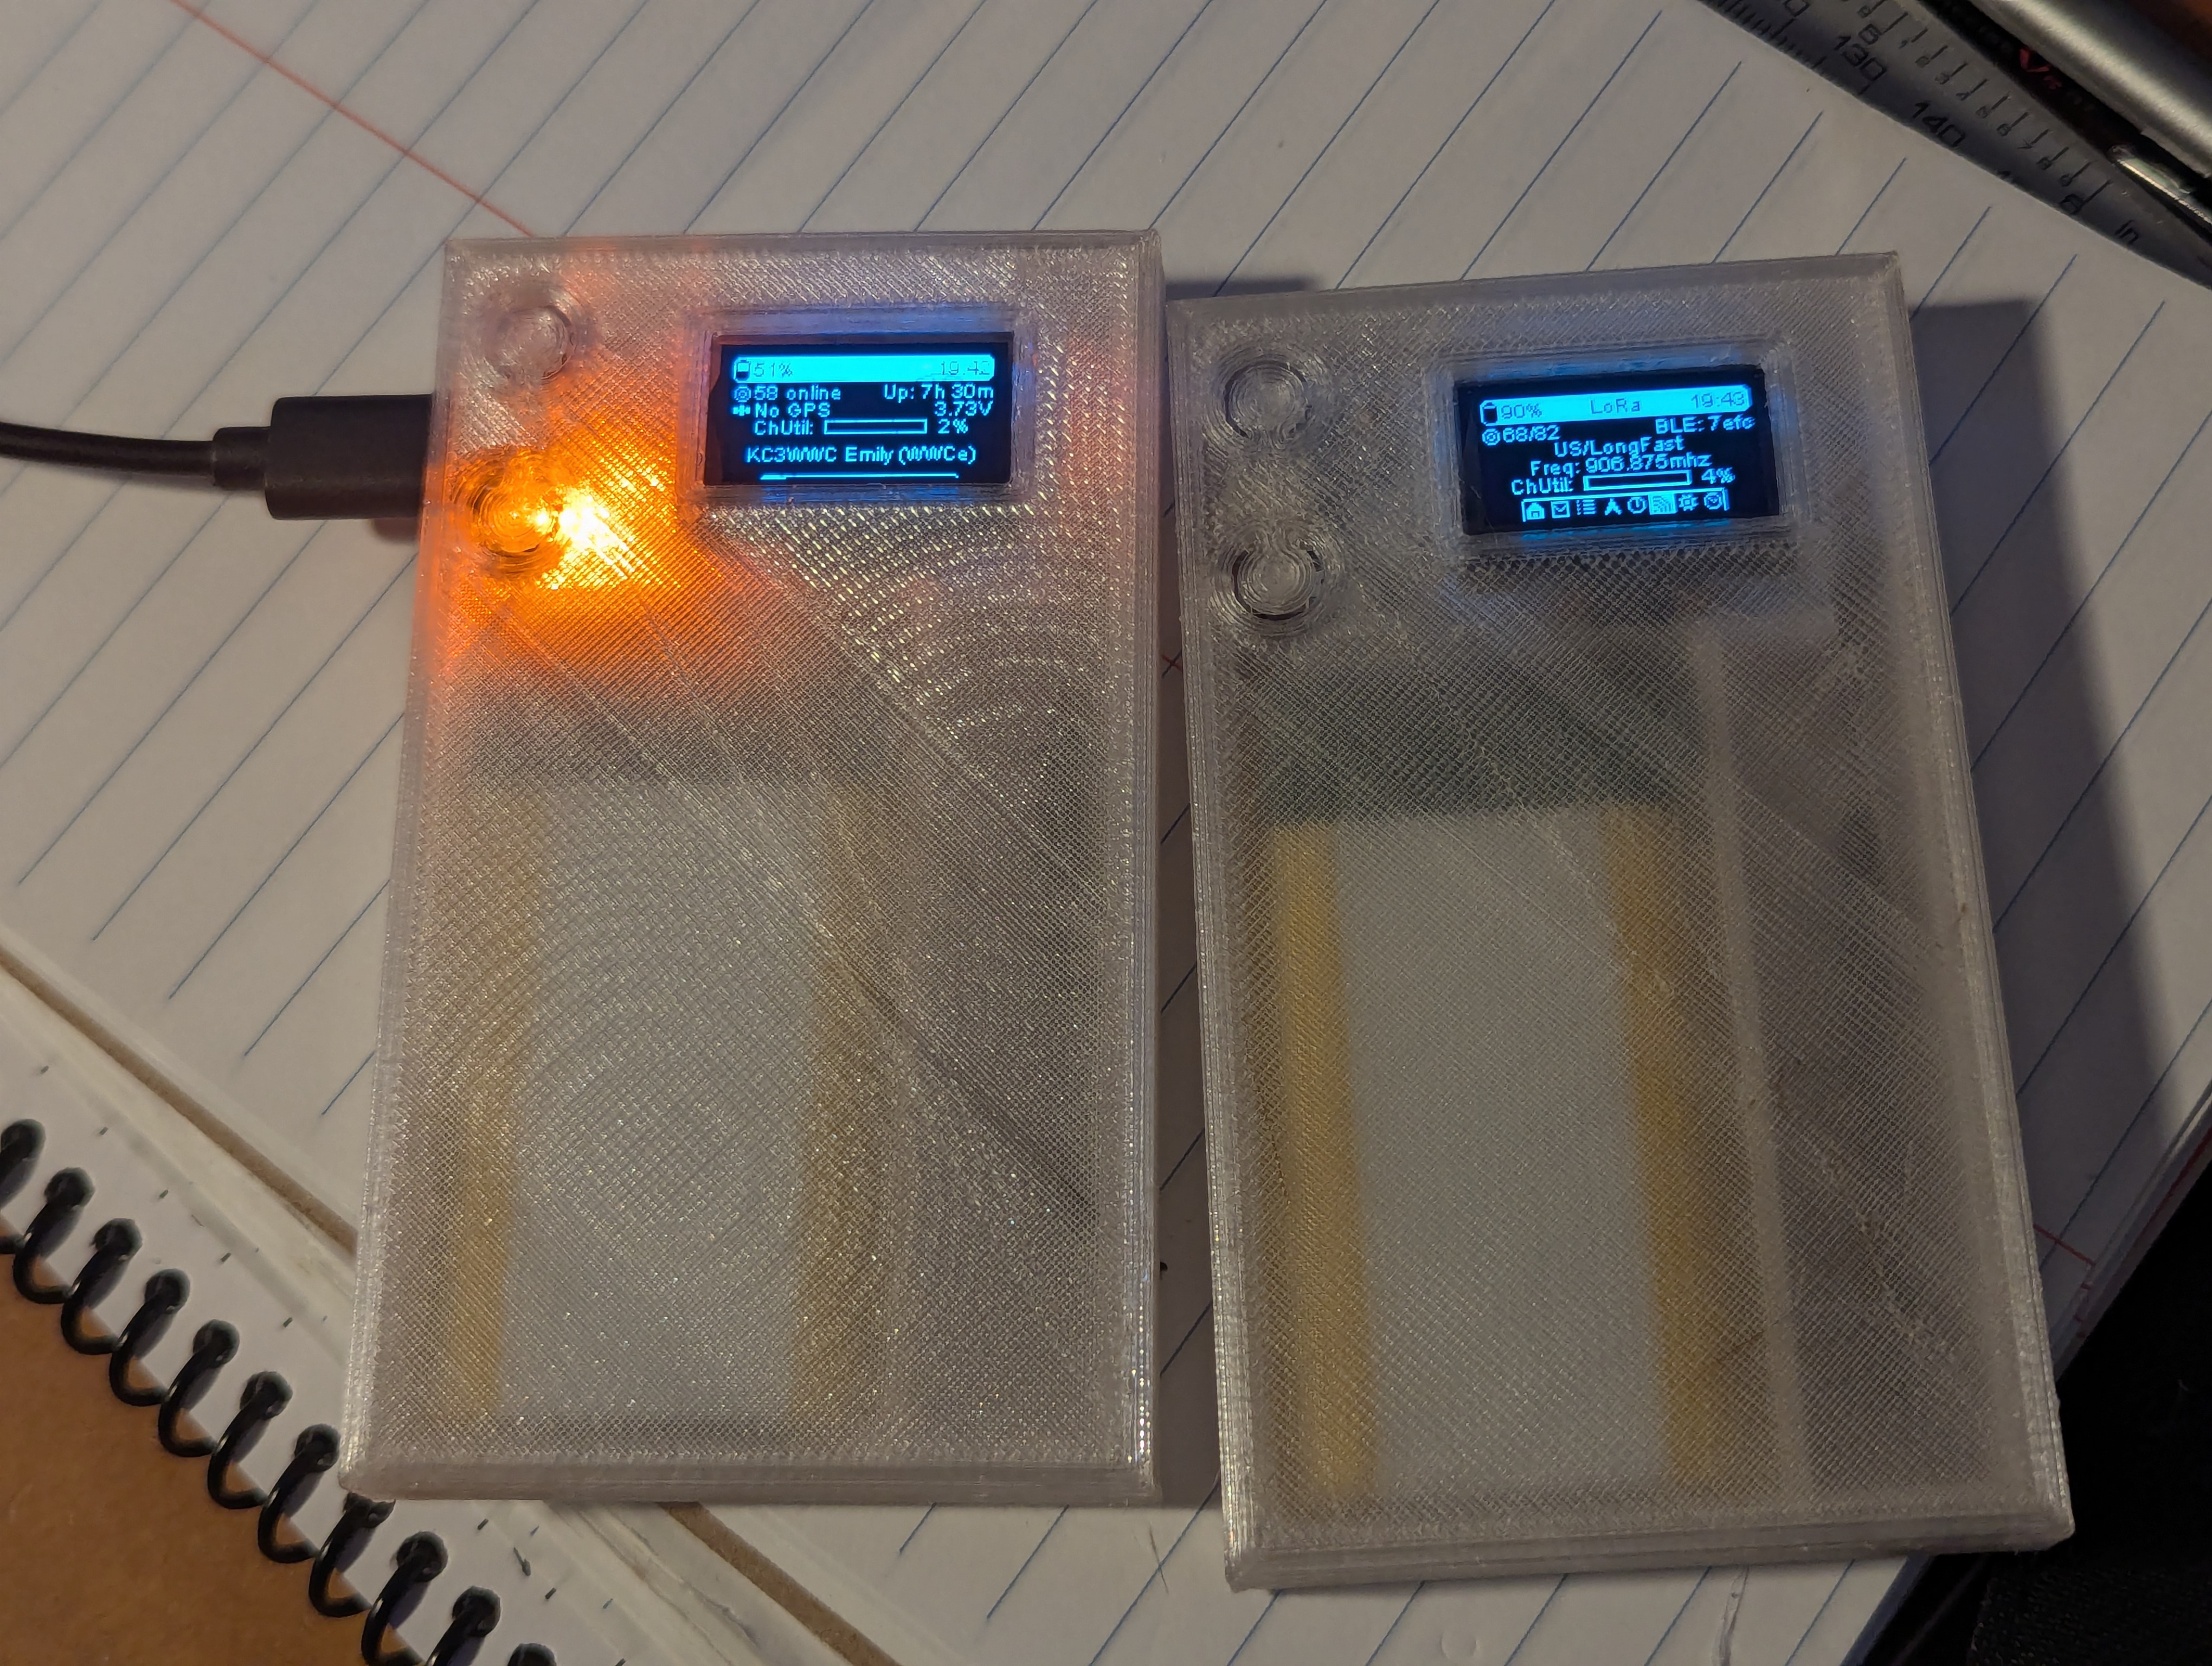 51% 19:42
58 online Up: 7h 30m
No GPS 3.73V
ChUtil: 2%
KC3WWC Emily (WWCe)
90% LoRa 19:43
68/82 BLE: 7efc
US/LongFast
Freq: 906.875mhz
ChUtil: 4%
130
140
in